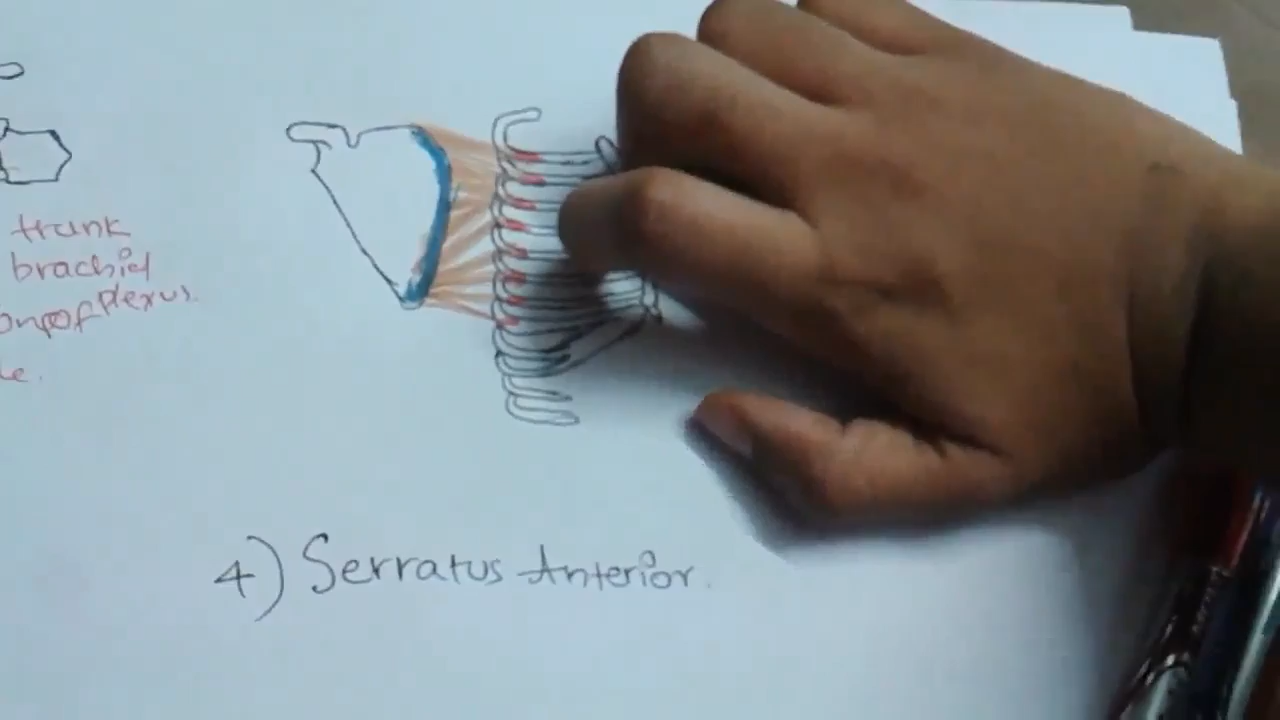 trunk
brachial
plexus.
4) Serratus Anterior.